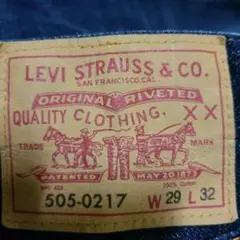 LEVI STRAUSS & CO.
SAN FRANCISCO, CAL.
ORIGINAL RIVETED
QUALITY CLOTHING.
XX
TRADE MARK
PATENTED MAY 20 1873
505-0217 W 29 L 32